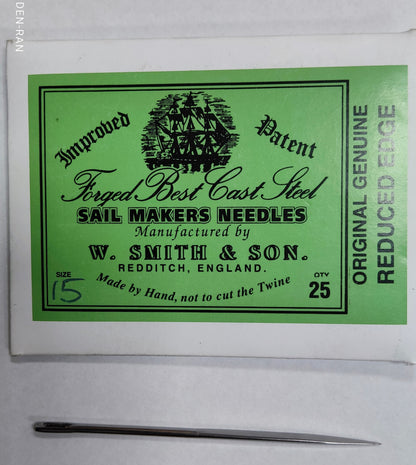 DEN-RAN
Improved
Patent
Forged Best Cast Steel
SAIL MAKERS NEEDLES
Manufactured by
W. SMITH & SON.
REDDITCH, ENGLAND.
Made by Hand, not to cut the Twine
SIZE
15
QTY
25
ORIGINAL GENUINE
REDUCED EDGE